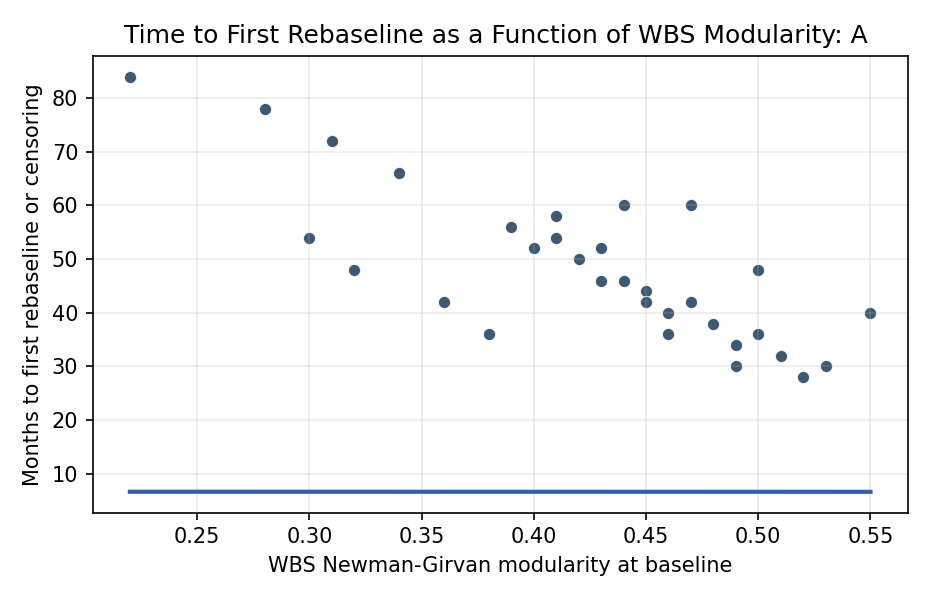 Time to First Rebaseline as a Function of WBS Modularity: A
Months to first rebaseline or censoring
80
70
60
50
40
30
20
10
0.25 0.30 0.35 0.40 0.45 0.50 0.55
WBS Newman-Girvan modularity at baseline